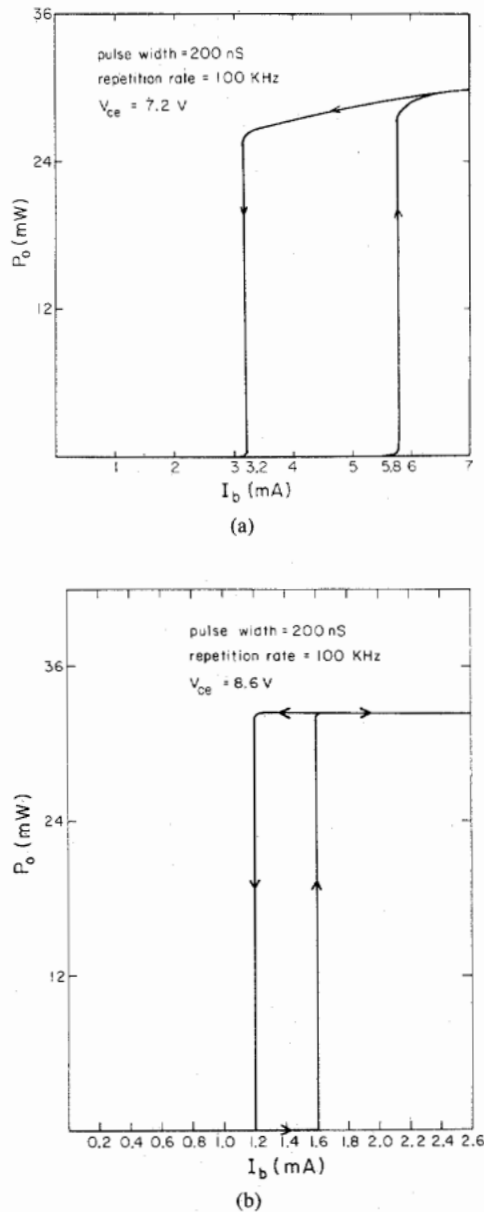 36
pulse width = 200 nS
repetition rate = 100 KHz
Vce = 7.2 V
24
Po (mW)
12
1 2 3 3.2 4 5 5.8 6 7
Ib (mA)
(a)
pulse width = 200 nS
repetition rate = 100 KHz
Vce = 8.6 V
36
24
Po (mW)
12
0.2 0.4 0.6 0.8 1.0 1.2 1.4 1.6 1.8 2.0 2.2 2.4 2.6
Ib (mA)
(b)